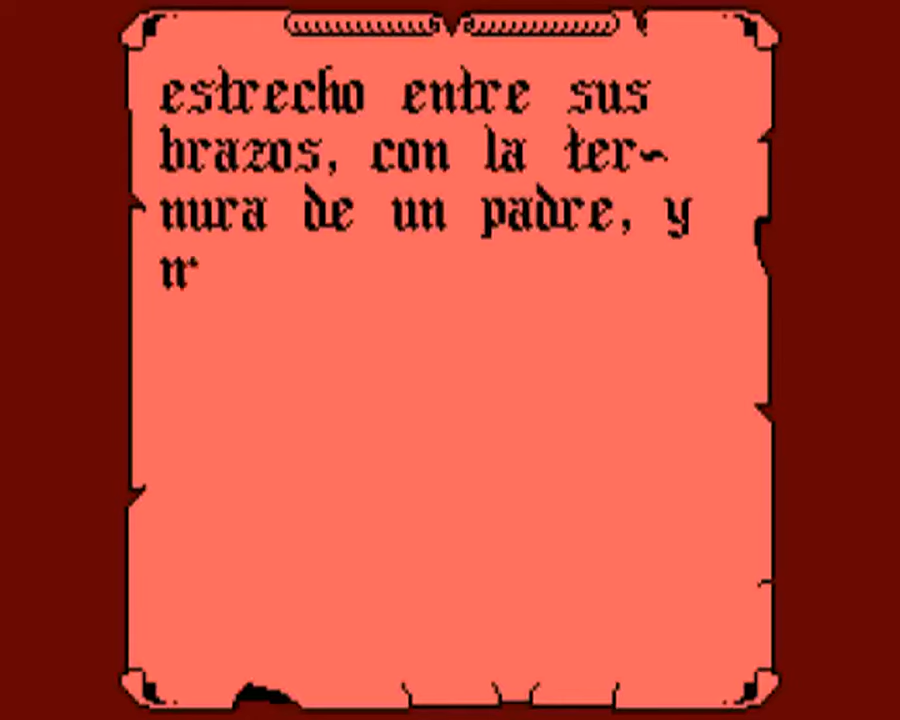 estrecho entre sus
brazos, con la ter~
nura de un padre, y